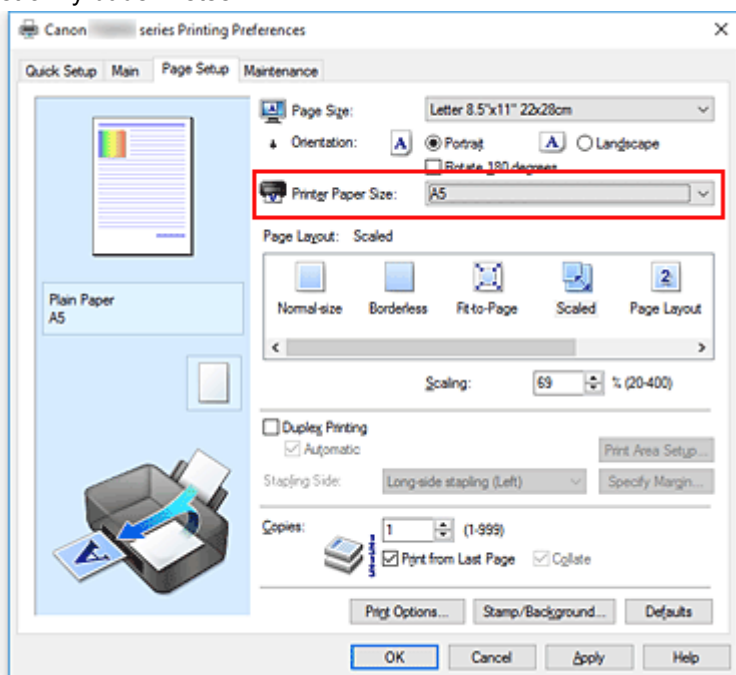 Canon series Printing Preferences
Quick Setup Main Page Setup Maintenance
Page Size: Letter 8.5"x11" 22x28cm
Orientation: A Portrait A Landscape
Rotate 180 degrees
Printer Paper Size: A5
Page Layout: Scaled
Normal-size Borderless Fit-to-Page Scaled Page Layout
Plain Paper
A5
Scaling: 69 % (20-400)
Duplex Printing
Automatic
Print Area Setup...
Stapling Side: Long-side stapling (Left) Specify Margin...
Copies: 1 (1-999)
Print from Last Page Collate
Print Options... Stamp/Background... Defaults
OK Cancel Apply Help